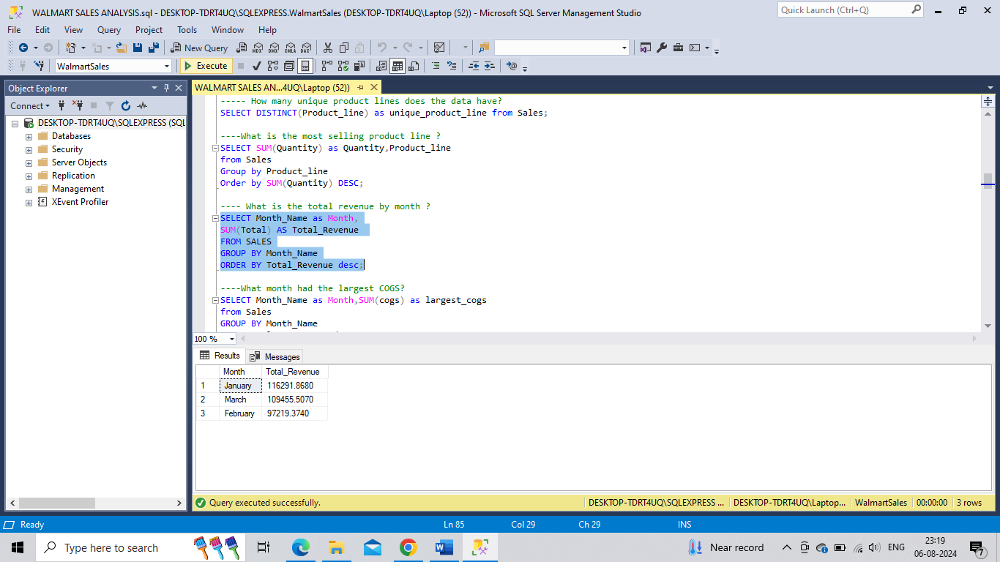 WALMART SALES ANALYSIS.sql - DESKTOP-TDRT4UQ\SQLEXPRESS.WalmartSales (DESKTOP-TDRT4UQ\Laptop (52)) - Microsoft SQL Server Management Studio
Quick Launch (Ctrl+Q)
File Edit View Query Project Tools Window Help
New Query
MDX DMX XMLA DAX
WalmartSales
Execute
Object Explorer
WALMART SALES AN...4UQ\Laptop (52))
Connect
DESKTOP-TDRT4UQ\SQLEXPRESS (SQL
Databases
Security
Server Objects
Replication
Management
XEvent Profiler
----- How many unique product lines does the data have?
SELECT DISTINCT(Product_line) as unique_product_line from Sales;
----What is the most selling product line ?
SELECT SUM(Quantity) as Quantity,Product_line
from Sales
Group by Product_line
Order by SUM(Quantity) DESC;
---- What is the total revenue by month ?
SELECT Month_Name as Month,
SUM(Total) AS Total_Revenue
FROM SALES
GROUP BY Month_Name
ORDER BY Total_Revenue desc;
----What month had the largest COGS?
SELECT Month_Name as Month,SUM(cogs) as largest_cogs
from Sales
GROUP BY Month_Name
100 %
Results Messages
Month Total_Revenue
1 January 116291.8680
2 March 109455.5070
3 February 97219.3740
Query executed successfully.
DESKTOP-TDRT4UQ\SQLEXPRESS ... DESKTOP-TDRT4UQ\Laptop... WalmartSales 00:00:00 3 rows
Ready
Ln 85 Col 29 Ch 29 INS
Type here to search
Near record
ENG
23:19
06-08-2024
7